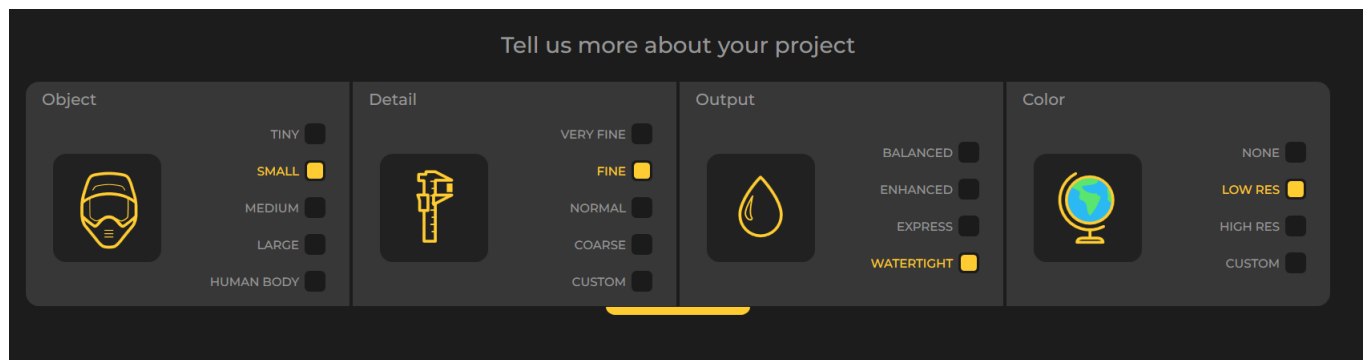 Tell us more about your project
Object
TINY
SMALL
MEDIUM
LARGE
HUMAN BODY
Detail
VERY FINE
FINE
NORMAL
COARSE
CUSTOM
Output
BALANCED
ENHANCED
EXPRESS
WATERTIGHT
Color
NONE
LOW RES
HIGH RES
CUSTOM